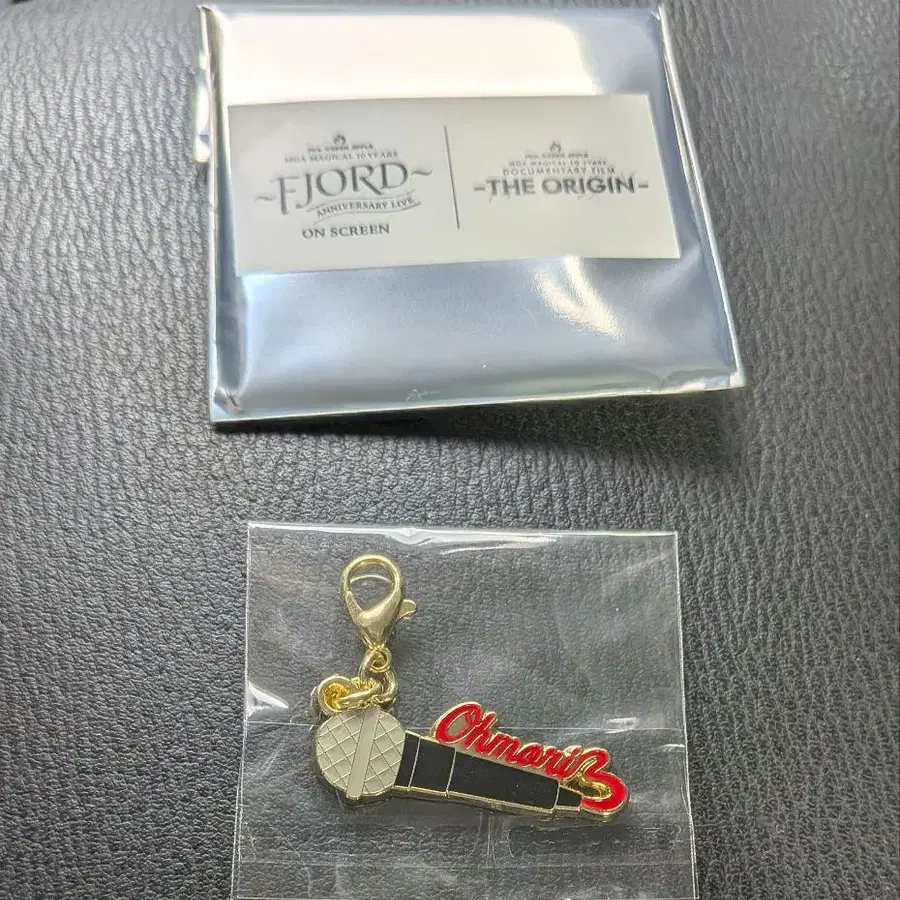 MRS. GREEN APPLE
MGA MAGICAL 10 YEARS
~FJORD~
ANNIVERSARY LIVE
ON SCREEN
MRS. GREEN APPLE
MGA MAGICAL 10 YEARS
DOCUMENTARY FILM
-THE ORIGIN-
Ohmori